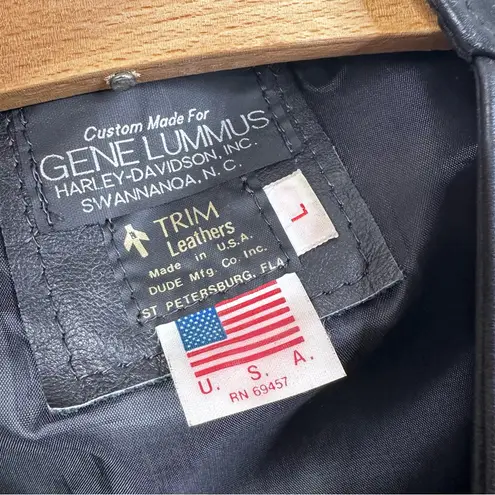 Custom Made For
GENE LUMMUS
HARLEY-DAVIDSON, INC.
SWANNANOA, N.C.
TRIM
Leathers
Made in U.S.A.
DUDE Mfg. Co. Inc.
ST PETERSBURG, FLA
L
U. S. A.
RN 69457